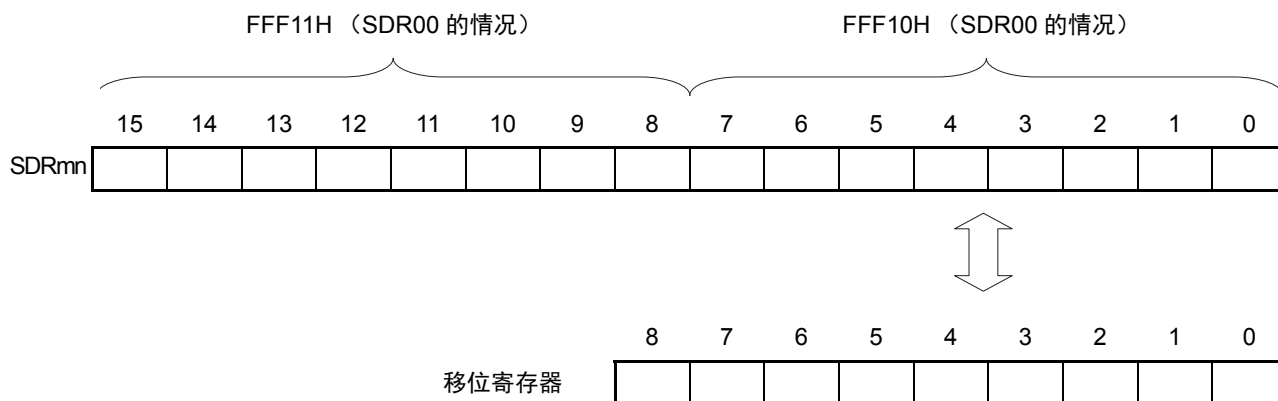 FFF11H （SDR00 的情况） FFF10H （SDR00 的情况）
15 14 13 12 11 10 9 8 7 6 5 4 3 2 1 0
SDRmn
8 7 6 5 4 3 2 1 0
移位寄存器